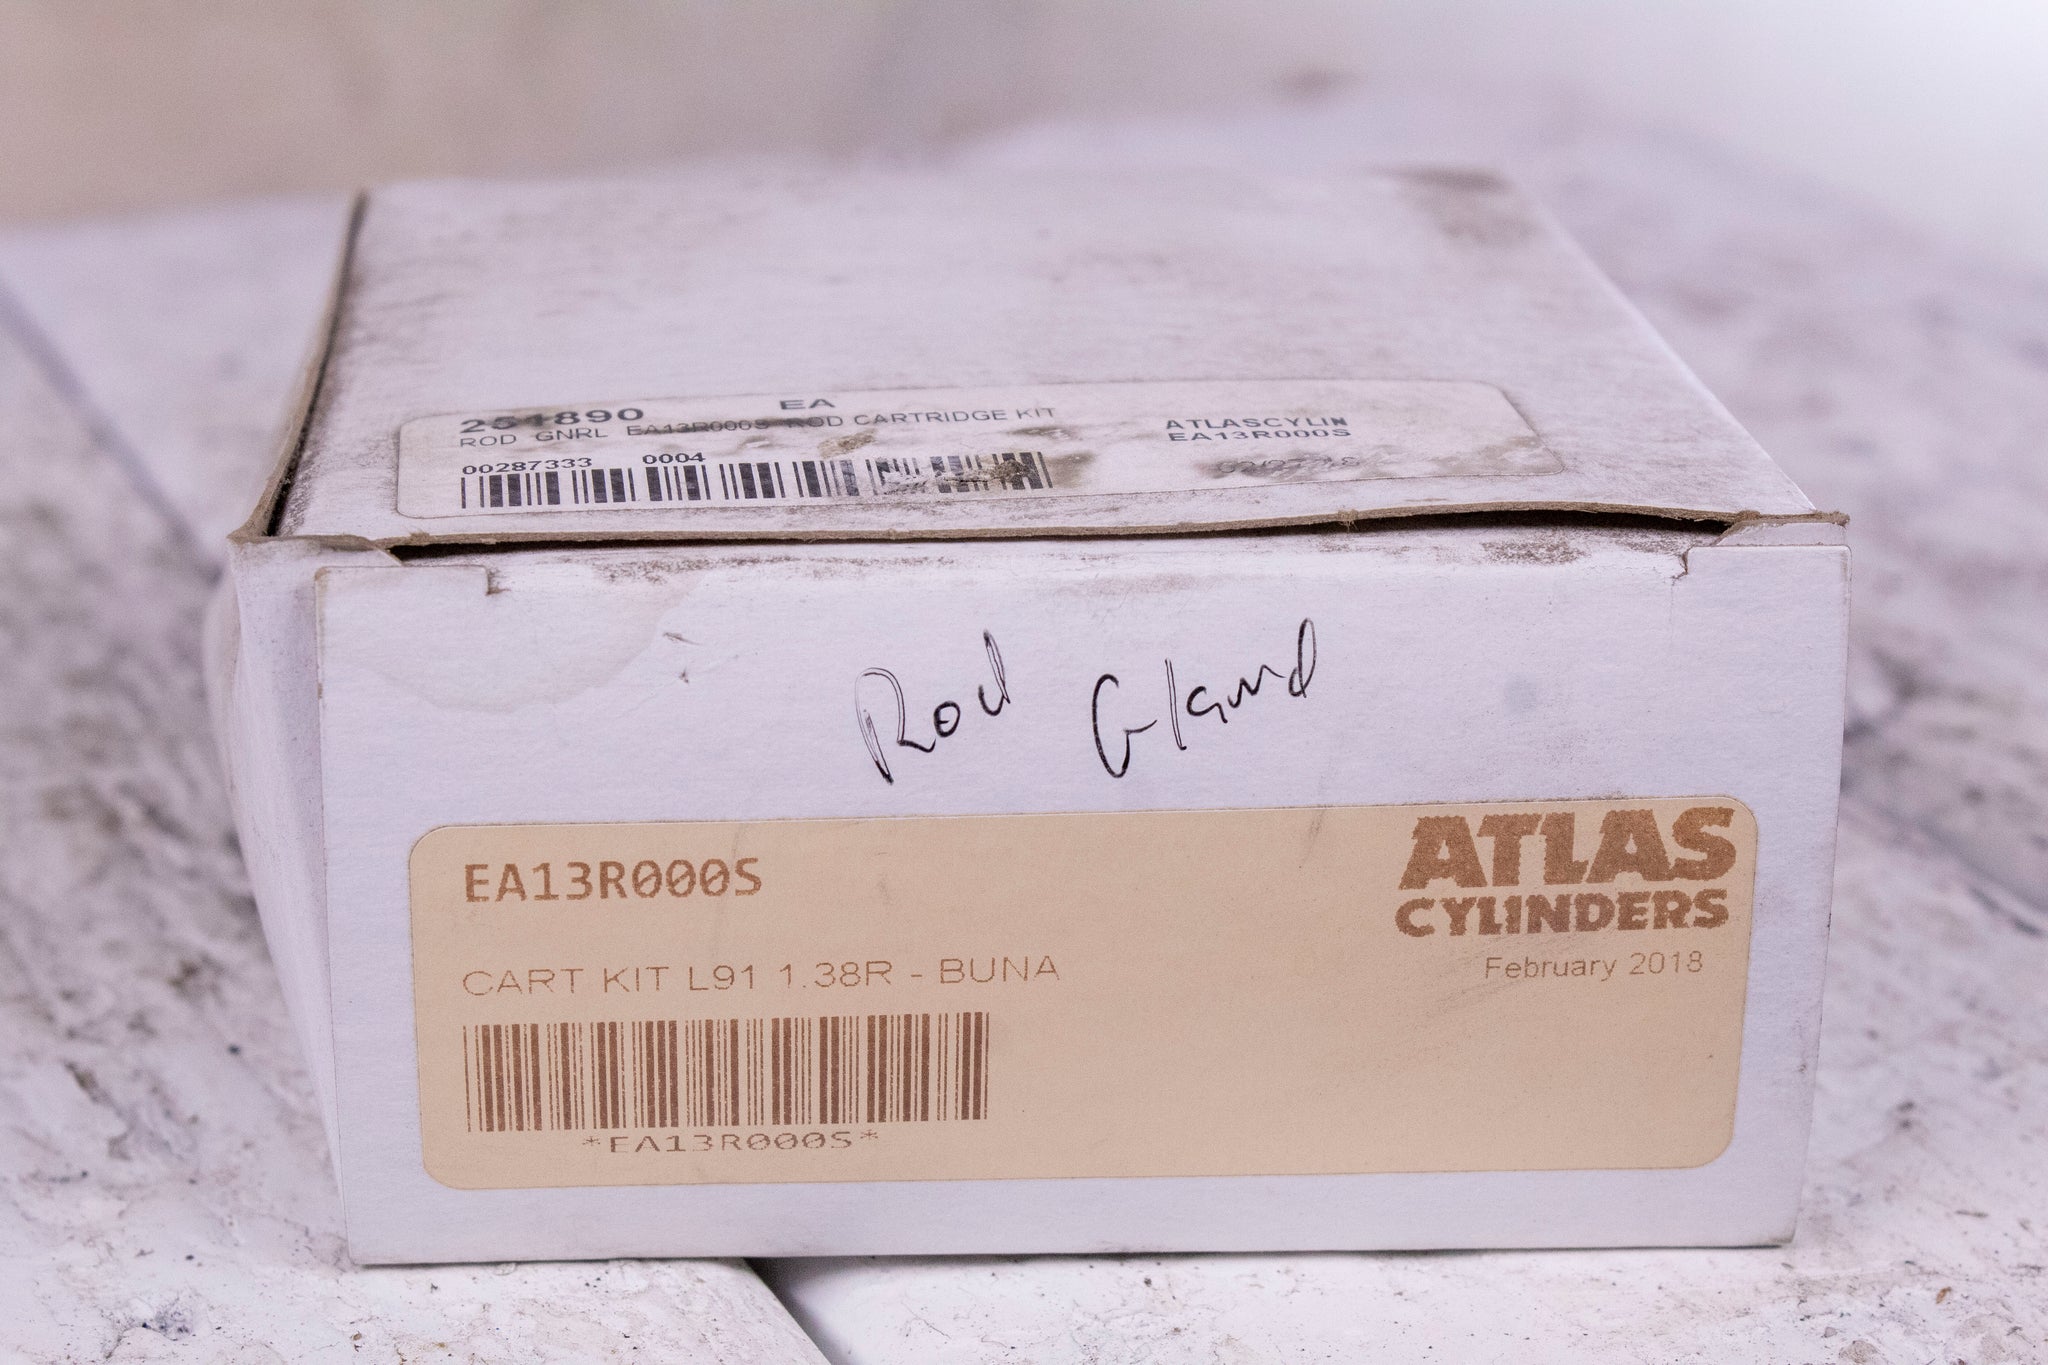 251890 EA
ROD GNRL EA13R000S ROD CARTRIDGE KIT
00287333 0004
ATLASCYLIN
EA13R000S
Rod Gland
EA13R000S
CART KIT L91 1.38R - BUNA
*EA13R000S*
ATLAS
CYLINDERS
February 2018